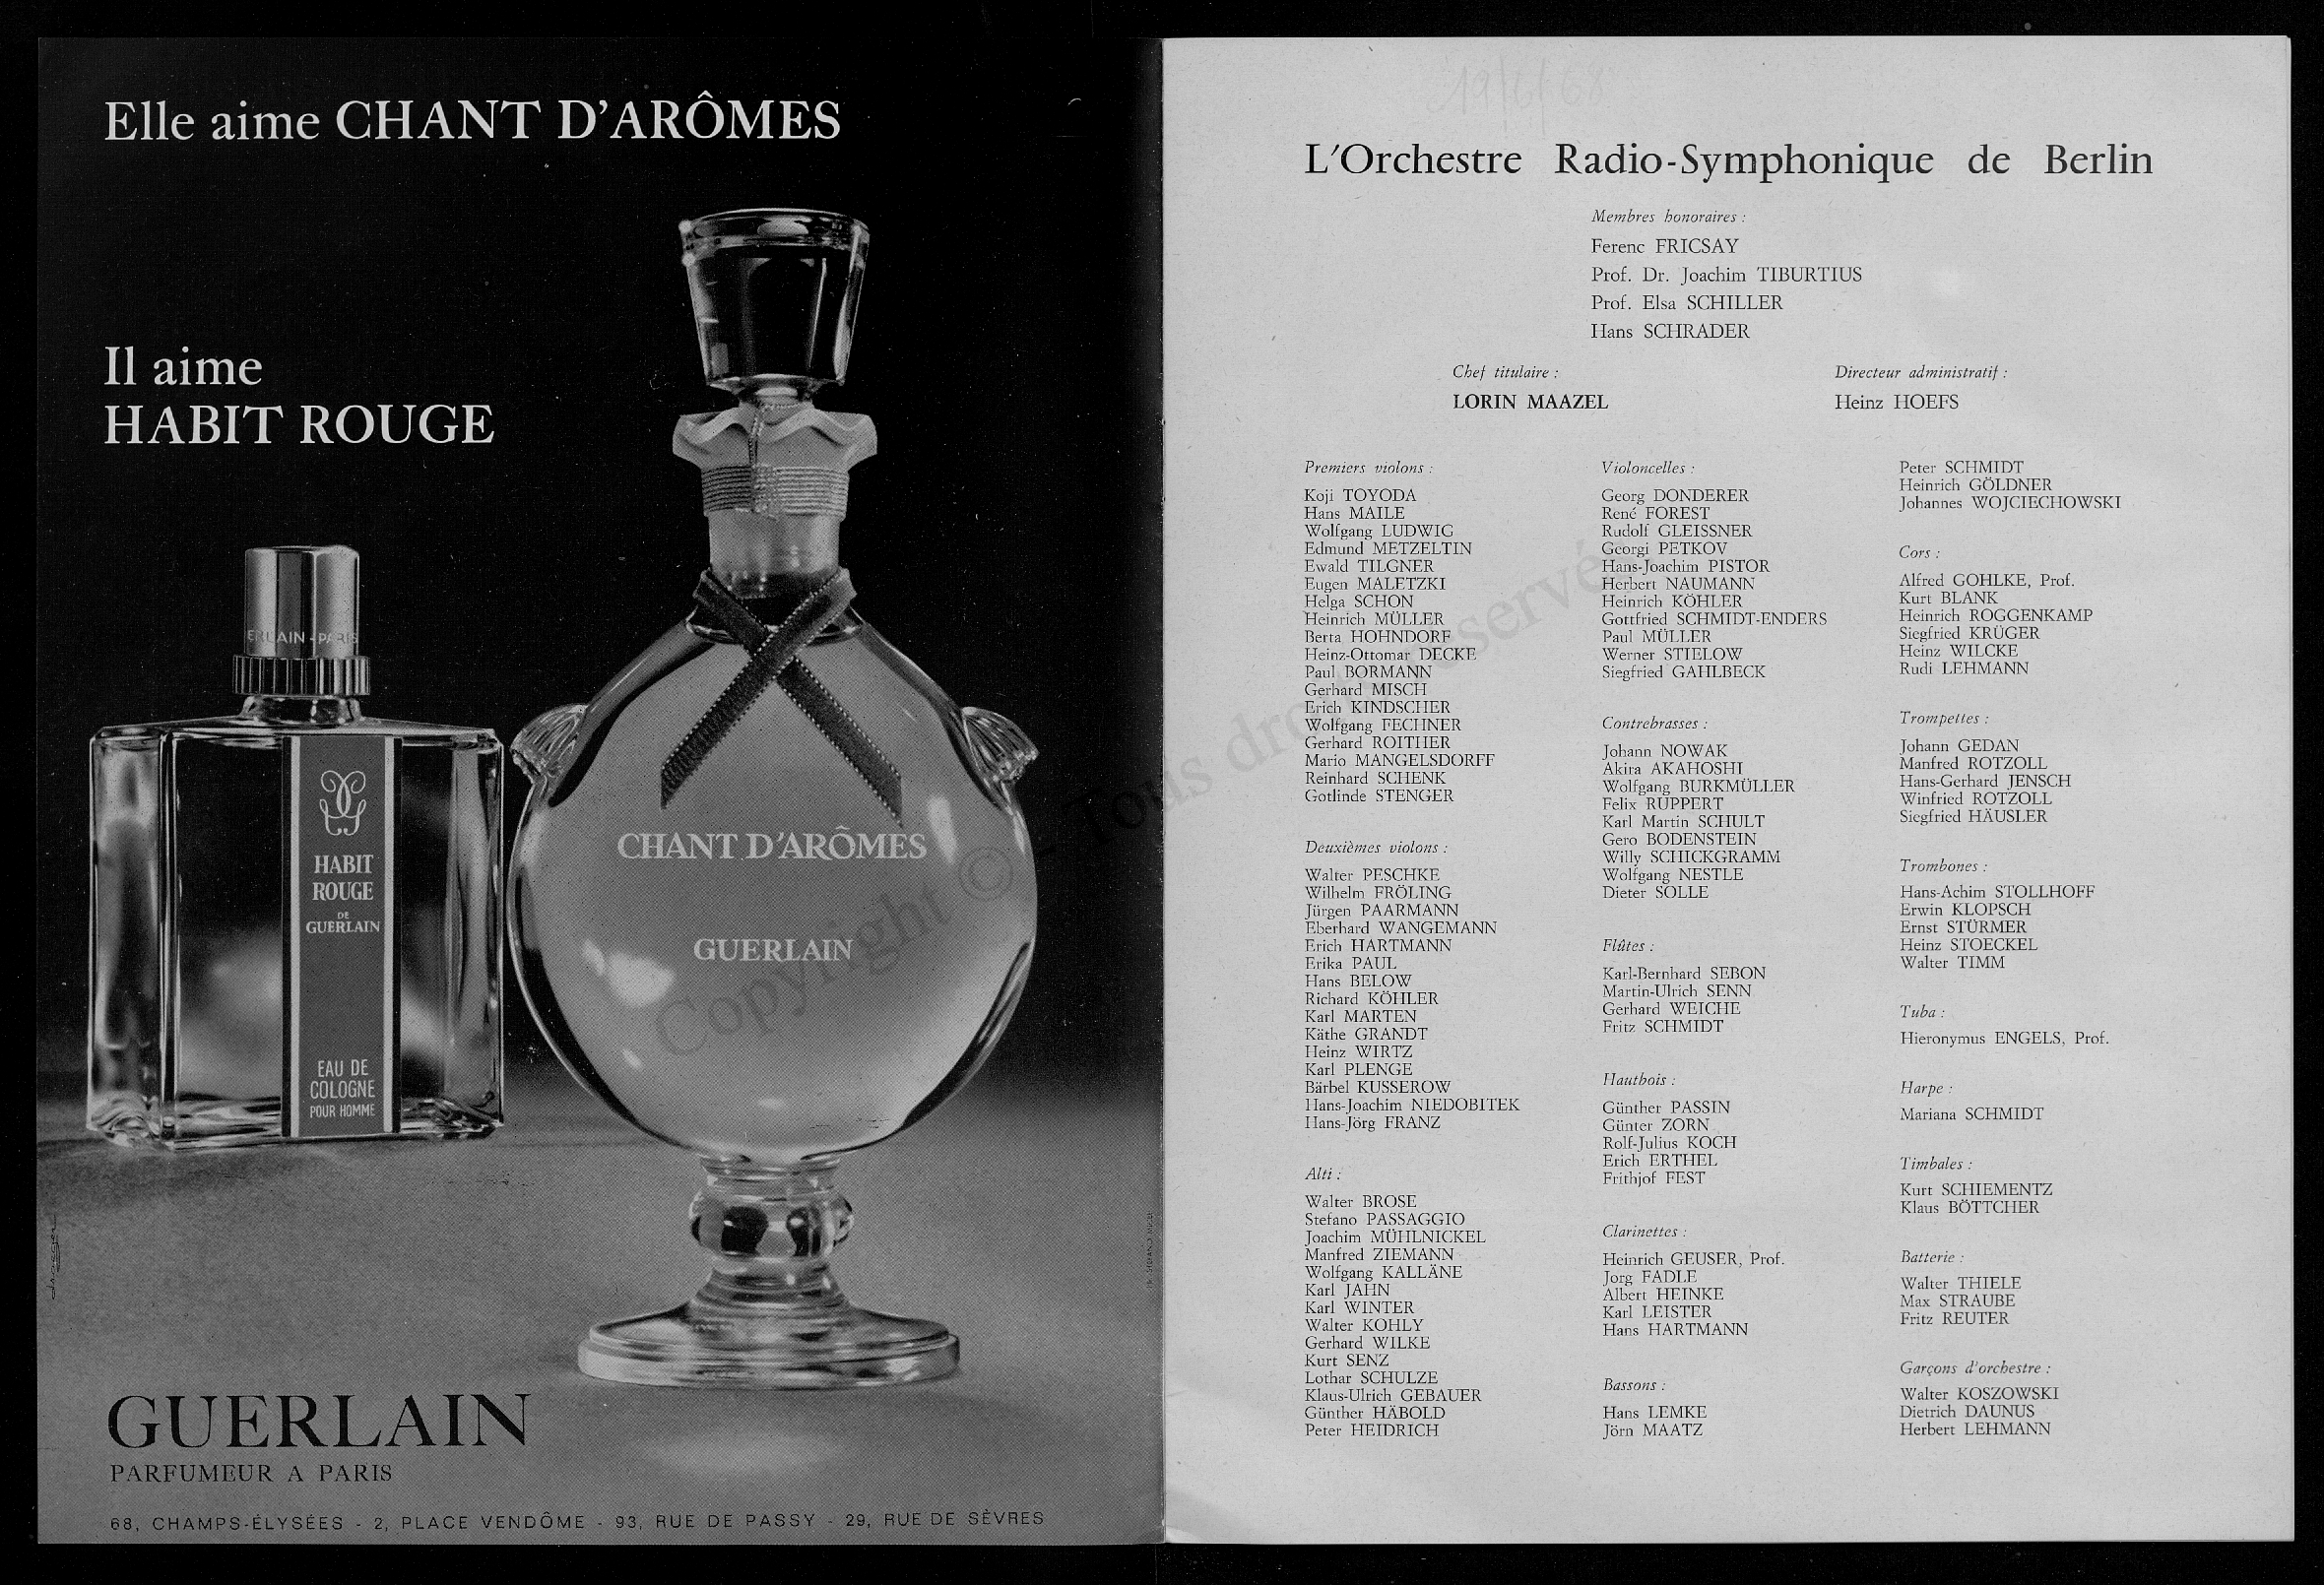 Elle aime CHANT D'ARÔMES
Il aime
HABIT ROUGE
GUERLAIN - PARIS
HABIT
ROUGE
DE
GUERLAIN
EAU DE
COLOGNE
POUR HOMME
CHANT D'ARÔMES
GUERLAIN
GUERLAIN
PARFUMEUR A PARIS
68, CHAMPS-ÉLYSÉES - 2, PLACE VENDÔME - 93, RUE DE PASSY - 29, RUE DE SÈVRES
draeger
Copyright © - Tous droits réservés
19/6/68
L'Orchestre Radio-Symphonique de Berlin
Membres honoraires :
Ferenc FRICSAY
Prof. Dr. Joachim TIBURTIUS
Prof. Elsa SCHILLER
Hans SCHRADER
Chef titulaire :
LORIN MAAZEL
Directeur administratif :
Heinz HOEFS
Premiers violons :
Koji TOYODA
Hans MAILE
Wolfgang LUDWIG
Edmund METZELTIN
Ewald TILGNER
Eugen MALETZKI
Helga SCHON
Heinrich MÜLLER
Berta HOHNDORF
Heinz-Ottomar DECKE
Paul BORMANN
Gerhard MISCH
Erich KINDSCHER
Wolfgang FECHNER
Gerhard ROITHER
Mario MANGELSDORFF
Reinhard SCHENK
Gotlinde STENGER
Deuxièmes violons :
Walter PESCHKE
Wilhelm FRÖLING
Jürgen PAARMANN
Eberhard WANGEMANN
Erich HARTMANN
Erika PAUL
Hans BELOW
Richard KÖHLER
Karl MARTEN
Käthe GRANDT
Heinz WIRTZ
Karl PLENGE
Bärbel KUSSEROW
Hans-Joachim NIEDOBITEK
Hans-Jörg FRANZ
Alti :
Walter BROSE
Stefano PASSAGGIO
Joachim MÜHLNICKEL
Manfred ZIEMANN
Wolfgang KALLÄNE
Karl JAHN
Karl WINTER
Walter KOHLY
Gerhard WILKE
Kurt SENZ
Lothar SCHULZE
Klaus-Ulrich GEBAUER
Günther HÄBOLD
Peter HEIDRICH
Violoncelles :
Georg DONDERER
René FOREST
Rudolf GLEISSNER
Georgi PETKOV
Hans-Joachim PISTOR
Herbert NAUMANN
Heinrich KÖHLER
Gottfried SCHMIDT-ENDERS
Paul MÜLLER
Werner STIELOW
Siegfried GAHLBECK
Contrebrasses :
Johann NOWAK
Akira AKAHOSHI
Wolfgang BURKMÜLLER
Felix RUPPERT
Karl Martin SCHULT
Gero BODENSTEIN
Willy SCHICKGRAMM
Wolfgang NESTLE
Dieter SOLLE
Flûtes :
Karl-Bernhard SEBON
Martin-Ulrich SENN
Gerhard WEICHE
Fritz SCHMIDT
Hautbois :
Günther PASSIN
Günter ZORN
Rolf-Julius KOCH
Erich ERTHEL
Frithjof FEST
Clarinettes :
Heinrich GEUSER, Prof.
Jorg FADLE
Albert HEINKE
Karl LEISTER
Hans HARTMANN
Bassons :
Hans LEMKE
Jörn MAATZ
Peter SCHMIDT
Heinrich GÖLDNER
Johannes WOJCIECHOWSKI
Cors :
Alfred GOHLKE, Prof.
Kurt BLANK
Heinrich ROGGENKAMP
Siegfried KRÜGER
Heinz WILCKE
Rudi LEHMANN
Trompettes :
Johann GEDAN
Manfred ROTZOLL
Hans-Gerhard JENSCH
Winfried ROTZOLL
Siegfried HÄUSLER
Trombones :
Hans-Achim STOLLHOFF
Erwin KLOPSCH
Ernst STÜRMER
Heinz STOECKEL
Walter TIMM
Tuba :
Hieronymus ENGELS, Prof.
Harpe :
Mariana SCHMIDT
Timbales :
Kurt SCHIEMENTZ
Klaus BÖTTCHER
Batterie :
Walter THIELE
Max STRAUBE
Fritz REUTER
Garçons d'orchestre :
Walter KOSZOWSKI
Dietrich DAUNUS
Herbert LEHMANN